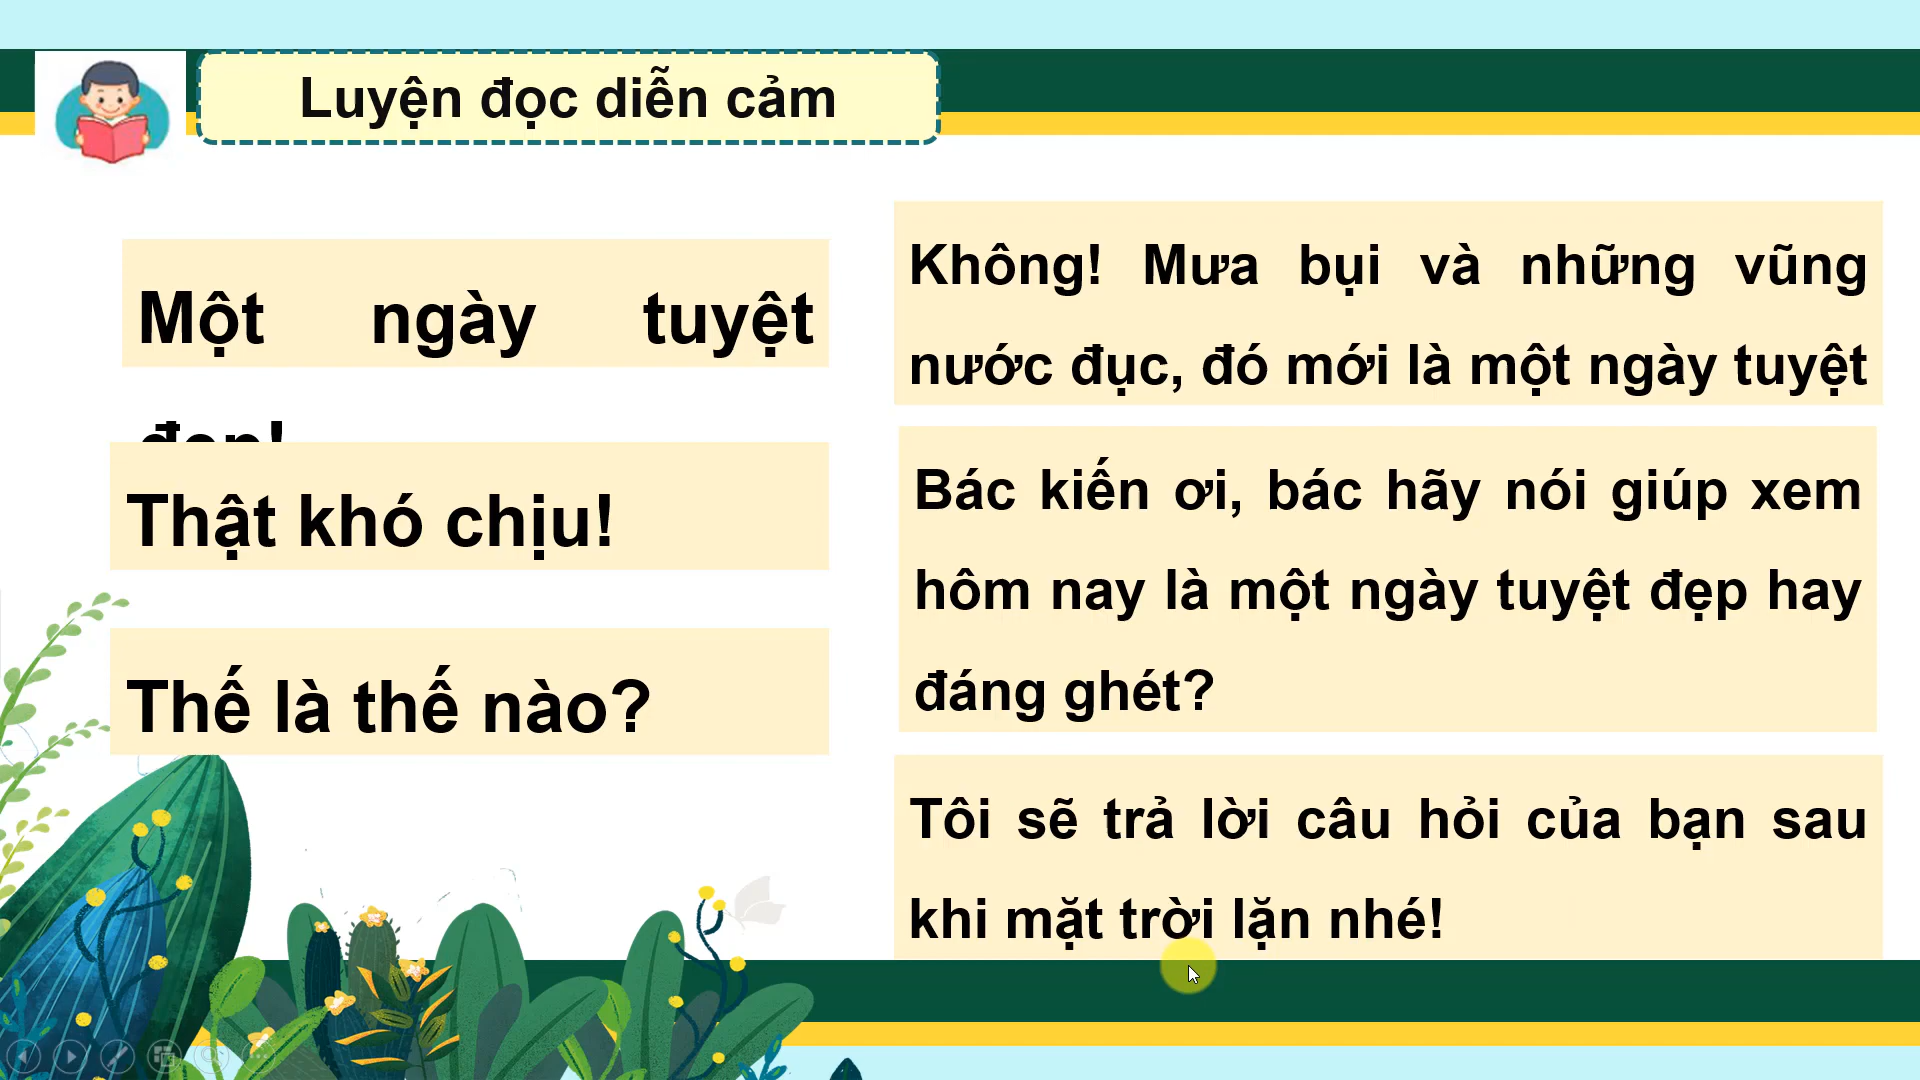 Luyện đọc diễn cảm
Một ngày tuyệt
Thật khó chịu!
Thế là thế nào?
Không! Mưa bụi và những vũng
nước đục, đó mới là một ngày tuyệt
Bác kiến ơi, bác hãy nói giúp xem
hôm nay là một ngày tuyệt đẹp hay
đáng ghét?
Tôi sẽ trả lời câu hỏi của bạn sau
khi mặt trời lặn nhé!